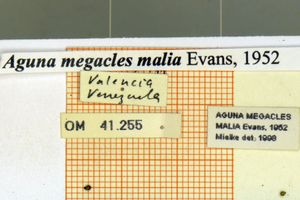 Aguna megacles malia Evans, 1952
Valencia
Venezuela
OM 41.255
AGUNA MEGACLES
MALIA Evans, 1952
Mielke det. 1998